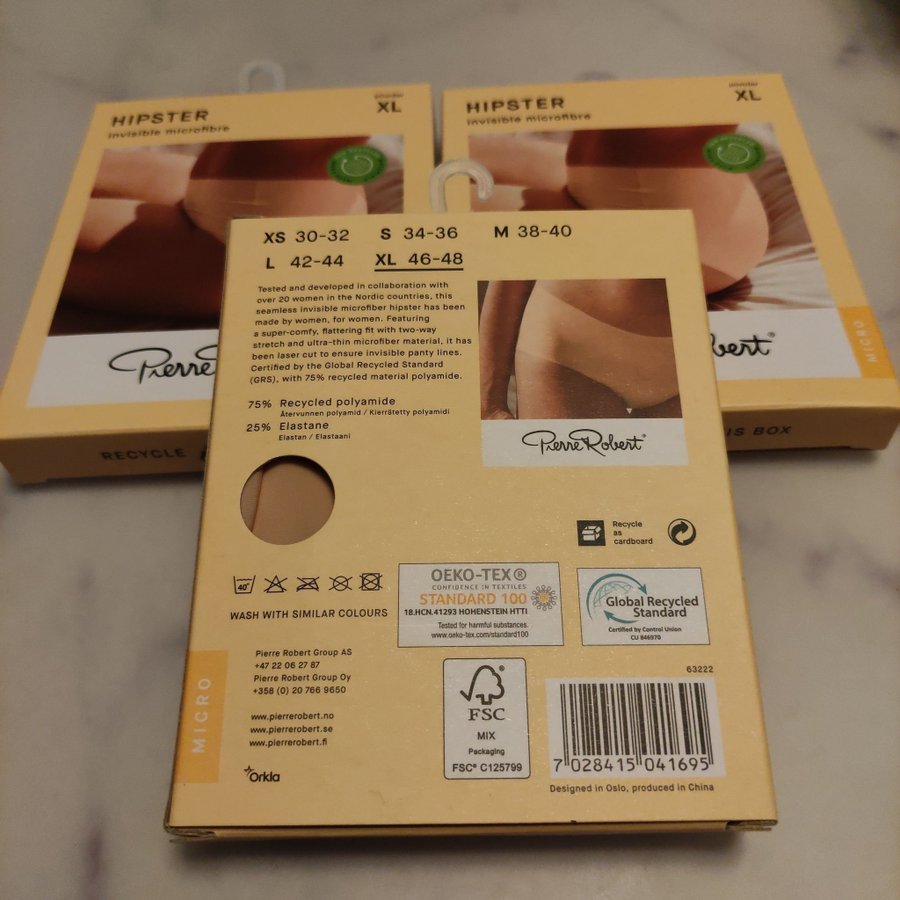 HIPSTER
invisible microfibre
powder
XL
Pierre
RECYCLE
HIPSTER
invisible microfibre
powder
XL
bert®
MICRO
IS BOX
XS 30-32 S 34-36 M 38-40
L 42-44 XL 46-48
Tested and developed in collaboration with
over 20 women in the Nordic countries, this
seamless invisible microfiber hipster has been
made by women, for women. Featuring
a super-comfy, flattering fit with two-way
stretch and ultra-thin microfiber material, it has
been laser cut to ensure invisible panty lines.
Certified by the Global Recycled Standard
(GRS), with 75% recycled material polyamide.
75% Recycled polyamide
Återvunnen polyamid / Kierrätetty polyamidi
25% Elastane
Elastan / Elastaani
Pierre Robert®
Recycle
as
cardboard
40°
WASH WITH SIMILAR COLOURS
OEKO-TEX®
CONFIDENCE IN TEXTILES
STANDARD 100
18.HCN.41293 HOHENSTEIN HTTI
Tested for harmful substances.
www.oeko-tex.com/standard100
Global Recycled
Standard
Certified by Control Union
CU 846970
Pierre Robert Group AS
+47 22 06 27 87
Pierre Robert Group Oy
+358 (0) 20 766 9650
www.pierrerobert.no
www.pierrerobert.se
www.pierrerobert.fi
Orkla
MICRO
FSC
MIX
Packaging
FSC® C125799
63222
7 028415 041695
Designed in Oslo, produced in China